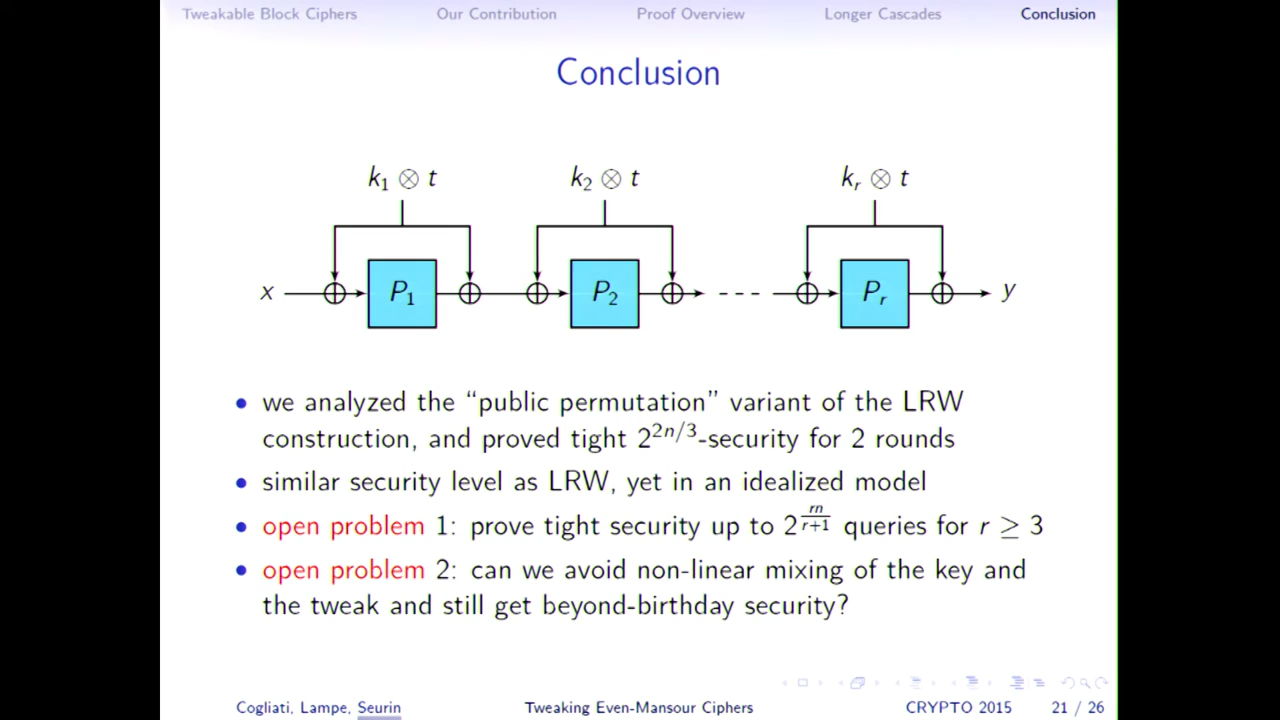 Tweakable Block Ciphers Our Contribution Proof Overview Longer Cascades Conclusion
Conclusion
k₁ ⊗ t k₂ ⊗ t kᵣ ⊗ t
x P₁ P₂ Pᵣ y
• we analyzed the “public permutation” variant of the LRW
construction, and proved tight 2^{2n/3}-security for 2 rounds
• similar security level as LRW, yet in an idealized model
• open problem 1: prove tight security up to 2^{rn/(r+1)} queries for r ≥ 3
• open problem 2: can we avoid non-linear mixing of the key and
the tweak and still get beyond-birthday security?
Cogliati, Lampe, Seurin Tweaking Even-Mansour Ciphers CRYPTO 2015 21 / 26